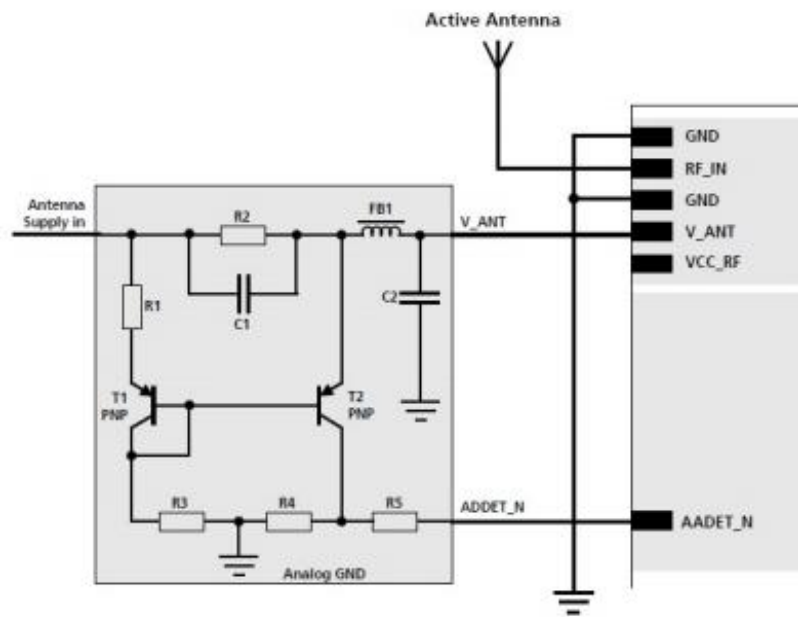 Active Antenna
GND
RF_IN
GND
V_ANT
VCC_RF
Antenna
Supply in
R2
FB1
V_ANT
C1
C2
R1
T1
PNP
T2
PNP
R3
R4
R5
ADDET_N
AADET_N
Analog GND